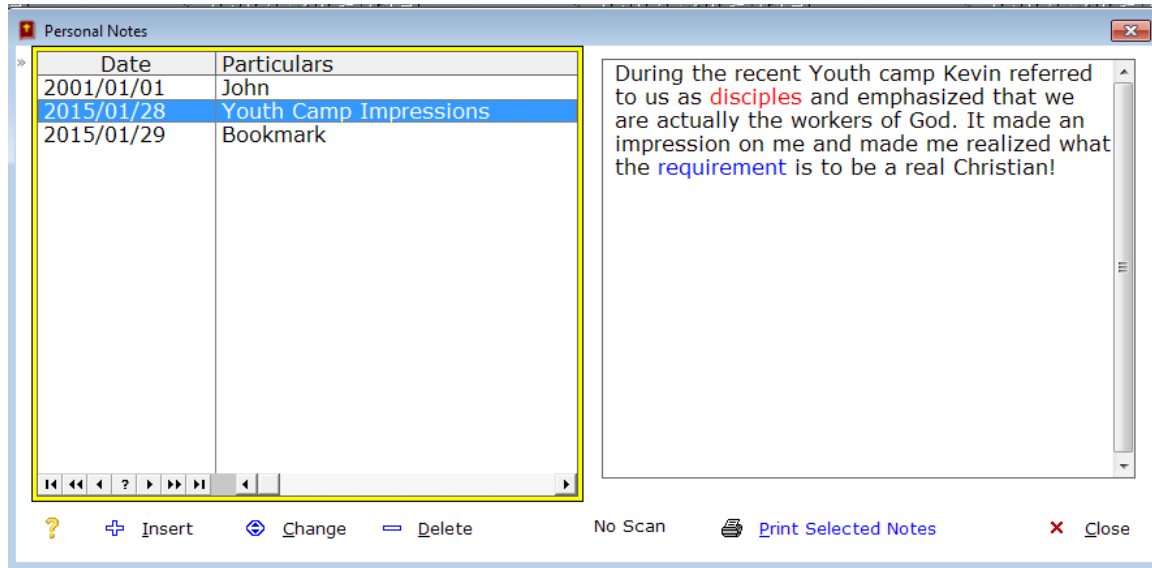 Personal Notes
Date Particulars
2001/01/01 John
2015/01/28 Youth Camp Impressions
2015/01/29 Bookmark
During the recent Youth camp Kevin referred
to us as disciples and emphasized that we
are actually the workers of God. It made an
impression on me and made me realized what
the requirement is to be a real Christian!
? Insert Change Delete No Scan Print Selected Notes Close